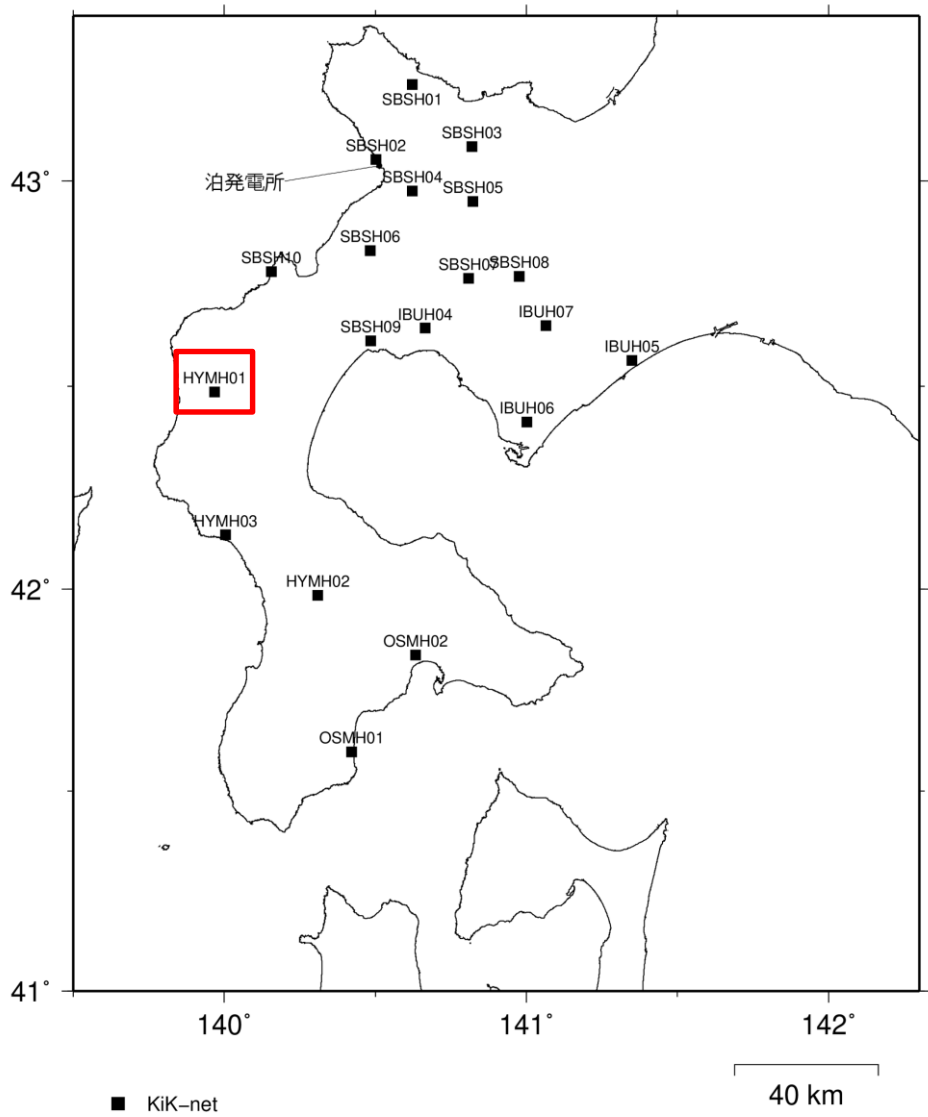 SBSH01
SBSH03
SBSH02
泊発電所
SBSH04
SBSH05
SBSH06
SBSH10
SBSH07
SBSH08
IBUH04
IBUH07
SBSH09
IBUH05
HYMH01
IBUH06
HYMH03
HYMH02
OSMH02
OSMH01
43°
42°
41°
140°
141°
142°
KiK-net
40 km